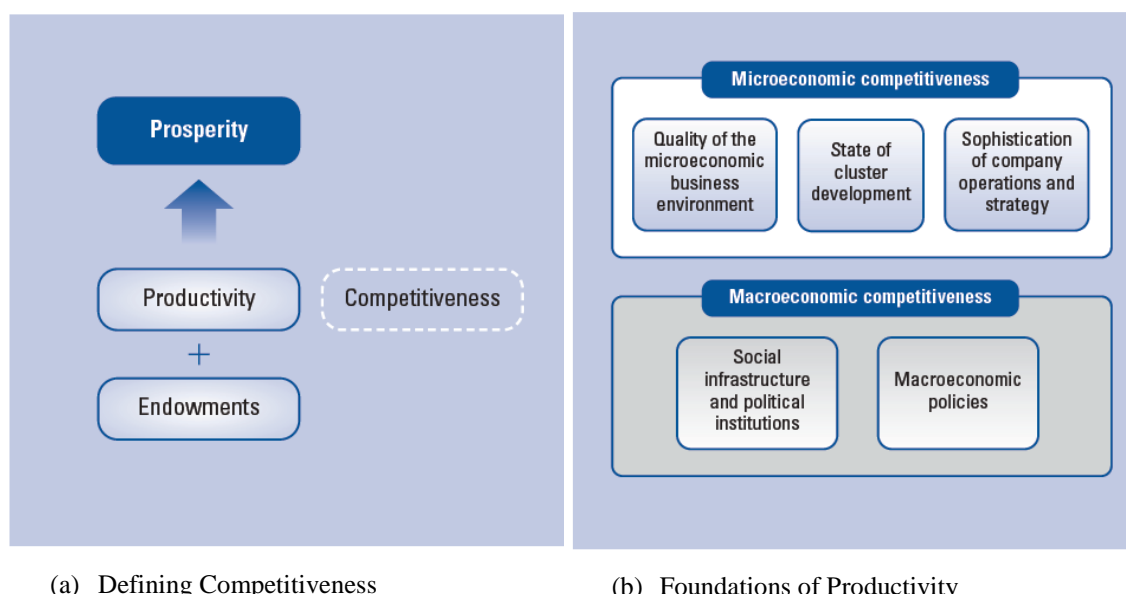 Prosperity
Productivity
Competitiveness
+
Endowments
(a) Defining Competitiveness
Microeconomic competitiveness
Quality of the
microeconomic
business
environment
State of
cluster
development
Sophistication
of company
operations and
strategy
Macroeconomic competitiveness
Social
infrastructure
and political
institutions
Macroeconomic
policies
(b) Foundations of Productivity